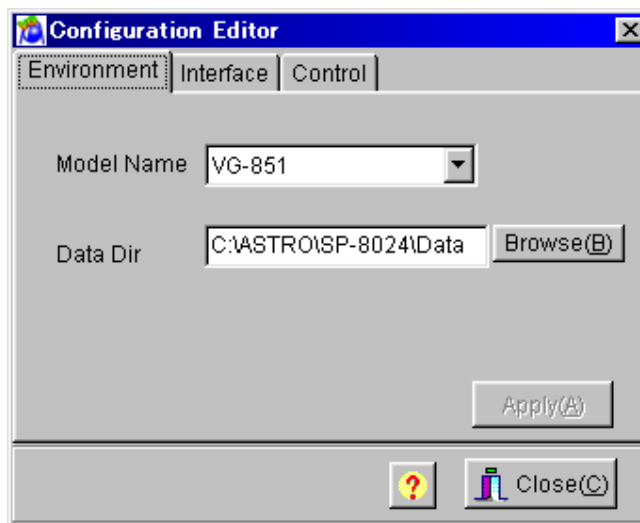 Configuration Editor
Environment Interface Control
Model Name VG-851
Data Dir C:\ASTRO\SP-8024\Data Browse(B)
Apply(A)
? Close(C)